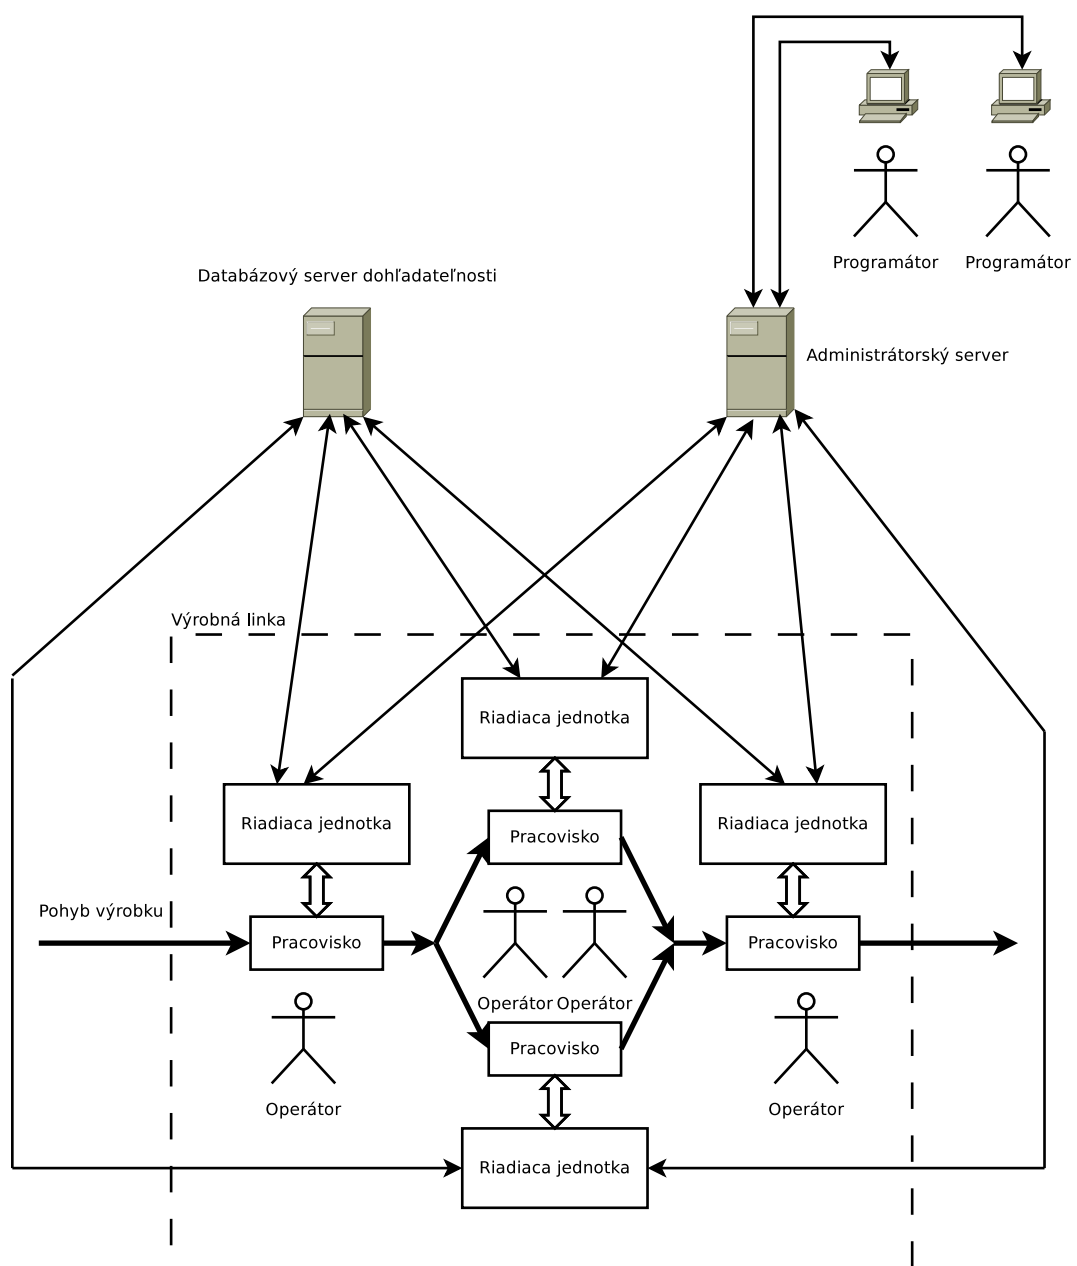 Programátor
Programátor
Databázový server dohľadateľnosti
Administrátorský server
Výrobná linka
Riadiaca jednotka
Riadiaca jednotka
Riadiaca jednotka
Pracovisko
Pohyb výrobku
Pracovisko
Pracovisko
Operátor
Operátor
Pracovisko
Operátor
Operátor
Riadiaca jednotka